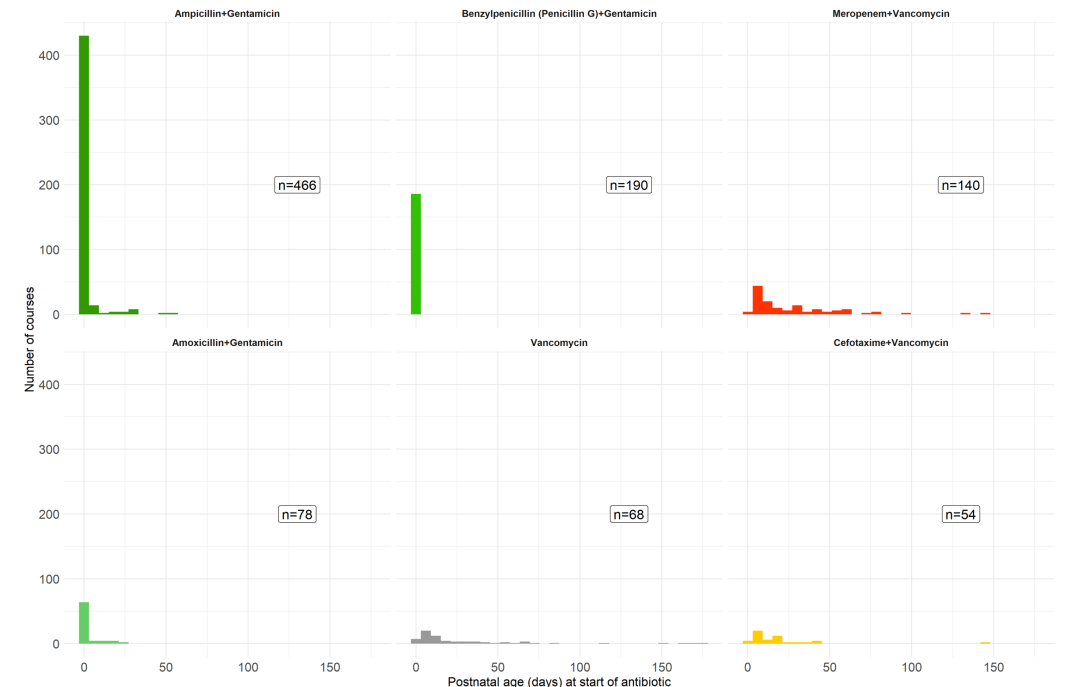 Ampicillin+Gentamicin
Benzylpenicillin (Penicillin G)+Gentamicin
Meropenem+Vancomycin
400
300
200
100
0
n=466
n=190
n=140
Number of courses
Amoxicillin+Gentamicin
Vancomycin
Cefotaxime+Vancomycin
400
300
200
100
0
n=78
n=68
n=54
0 50 100 150
0 50 100 150
0 50 100 150
Postnatal age (days) at start of antibiotic